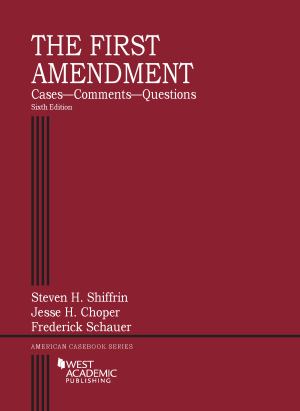 THE FIRST
AMENDMENT
Cases—Comments—Questions
Sixth Edition
Steven H. Shiffrin
Jesse H. Choper
Frederick Schauer
AMERICAN CASEBOOK SERIES
WEST
ACADEMIC
PUBLISHING